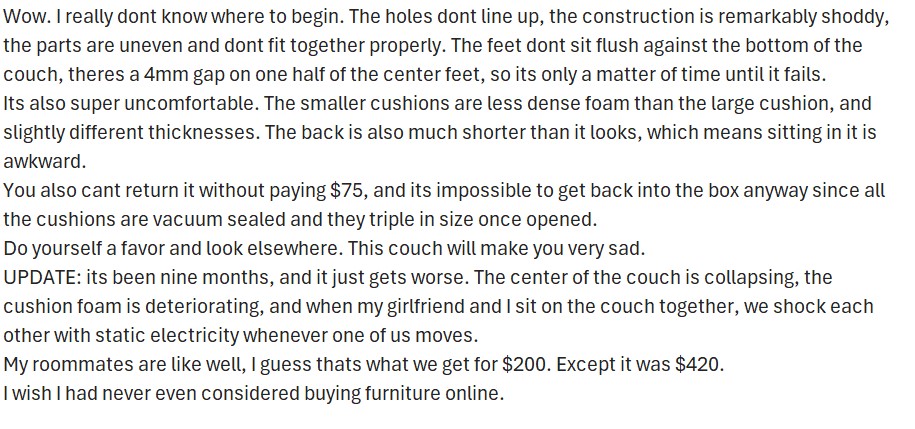 Wow. I really dont know where to begin. The holes dont line up, the construction is remarkably shoddy,
the parts are uneven and dont fit together properly. The feet dont sit flush against the bottom of the
couch, theres a 4mm gap on one half of the center feet, so its only a matter of time until it fails.
Its also super uncomfortable. The smaller cushions are less dense foam than the large cushion, and
slightly different thicknesses. The back is also much shorter than it looks, which means sitting in it is
awkward.
You also cant return it without paying $75, and its impossible to get back into the box anyway since all
the cushions are vacuum sealed and they triple in size once opened.
Do yourself a favor and look elsewhere. This couch will make you very sad.
UPDATE: its been nine months, and it just gets worse. The center of the couch is collapsing, the
cushion foam is deteriorating, and when my girlfriend and I sit on the couch together, we shock each
other with static electricity whenever one of us moves.
My roommates are like well, I guess thats what we get for $200. Except it was $420.
I wish I had never even considered buying furniture online.